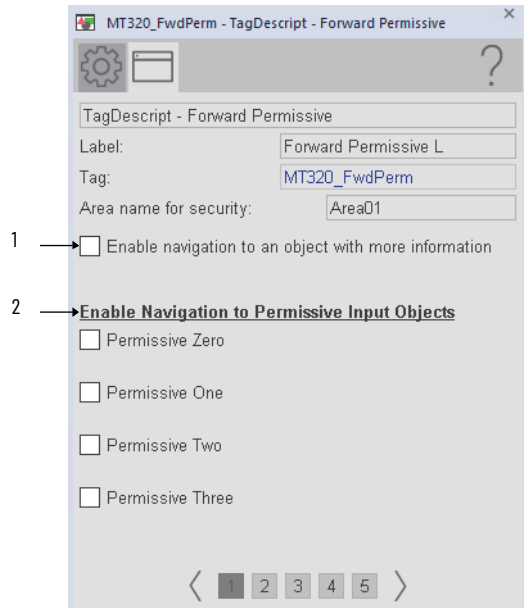 MT320_FwdPerm - TagDescript - Forward Permissive ×
?
TagDescript - Forward Permissive
Label: Forward Permissive L
Tag: MT320_FwdPerm
Area name for security: Area01
1 Enable navigation to an object with more information
2 Enable Navigation to Permissive Input Objects
Permissive Zero
Permissive One
Permissive Two
Permissive Three
1 2 3 4 5